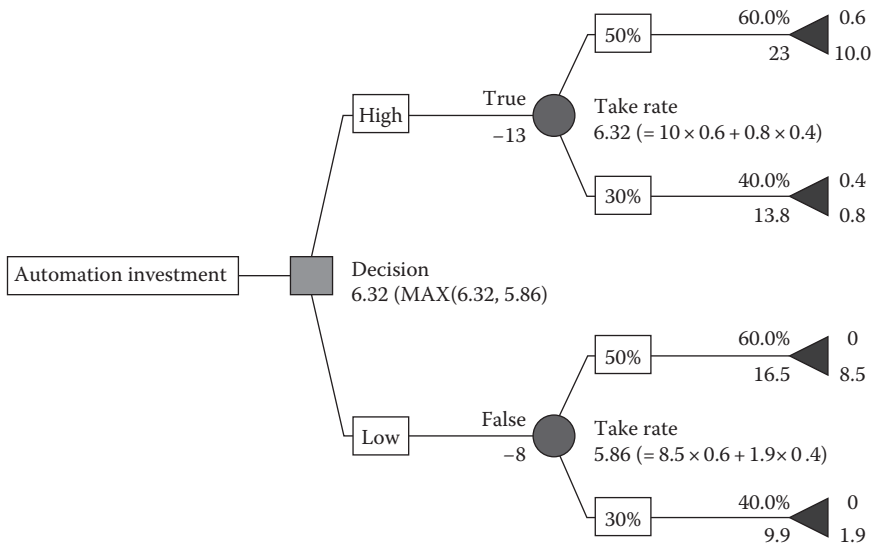 60.0%
0.6
50%
23
10.0
True
Take rate
High
–13
6.32 (= 10 × 0.6 + 0.8 × 0.4)
40.0%
0.4
30%
13.8
0.8
Automation investment
Decision
6.32 (MAX(6.32, 5.86)
60.0%
0
50%
16.5
8.5
False
Take rate
Low
–8
5.86 (= 8.5 × 0.6 + 1.9× 0.4)
40.0%
0
30%
9.9
1.9